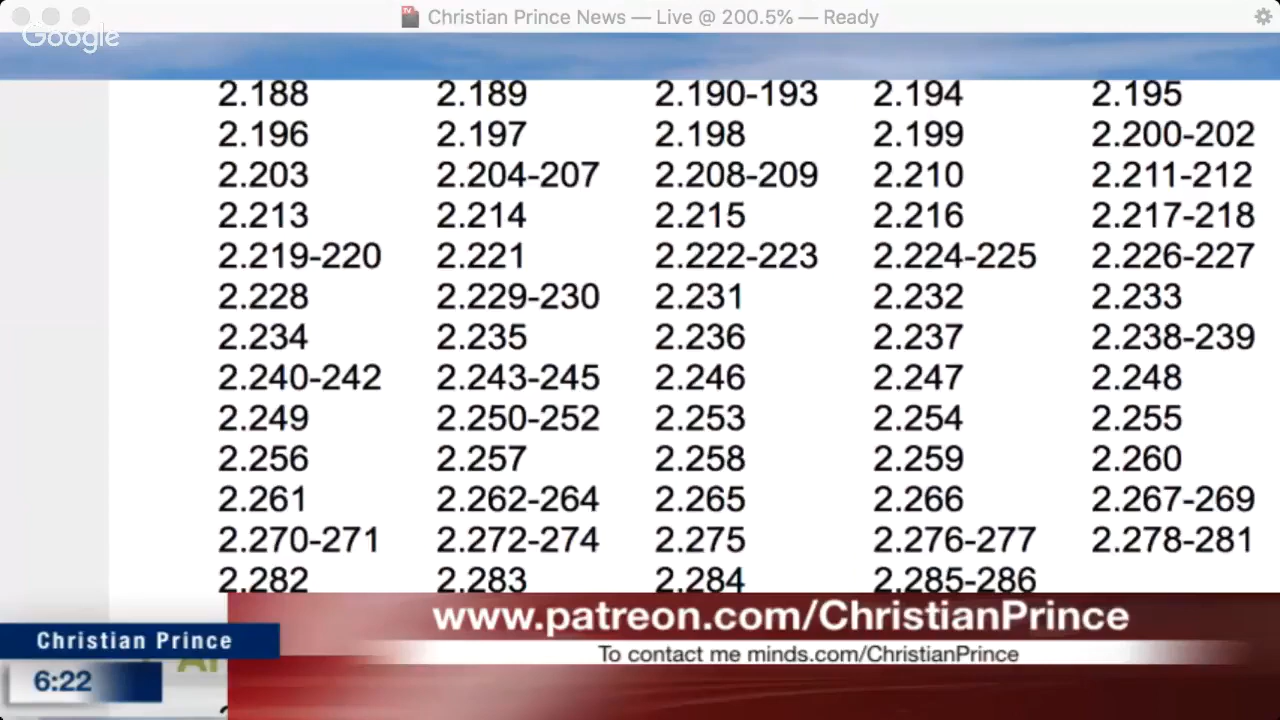 Christian Prince News — Live @ 200.5% — Ready
Google
2.188 2.189 2.190-193 2.194 2.195
2.196 2.197 2.198 2.199 2.200-202
2.203 2.204-207 2.208-209 2.210 2.211-212
2.213 2.214 2.215 2.216 2.217-218
2.219-220 2.221 2.222-223 2.224-225 2.226-227
2.228 2.229-230 2.231 2.232 2.233
2.234 2.235 2.236 2.237 2.238-239
2.240-242 2.243-245 2.246 2.247 2.248
2.249 2.250-252 2.253 2.254 2.255
2.256 2.257 2.258 2.259 2.260
2.261 2.262-264 2.265 2.266 2.267-269
2.270-271 2.272-274 2.275 2.276-277 2.278-281
2.282 2.283 2.284 2.285-286
www.patreon.com/ChristianPrince
Christian Prince
To contact me minds.com/ChristianPrince
6:22